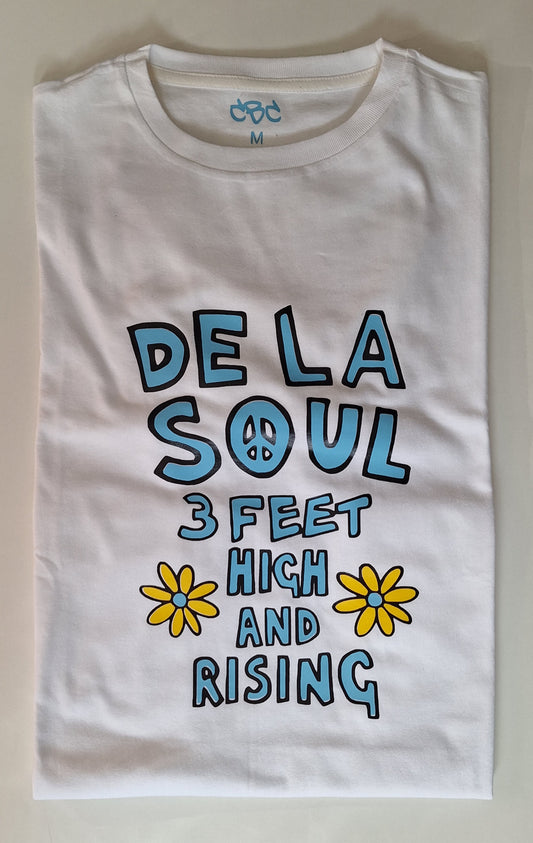 CBC
M
DE LA
SOUL
3 FEET
HIGH
AND
RISING